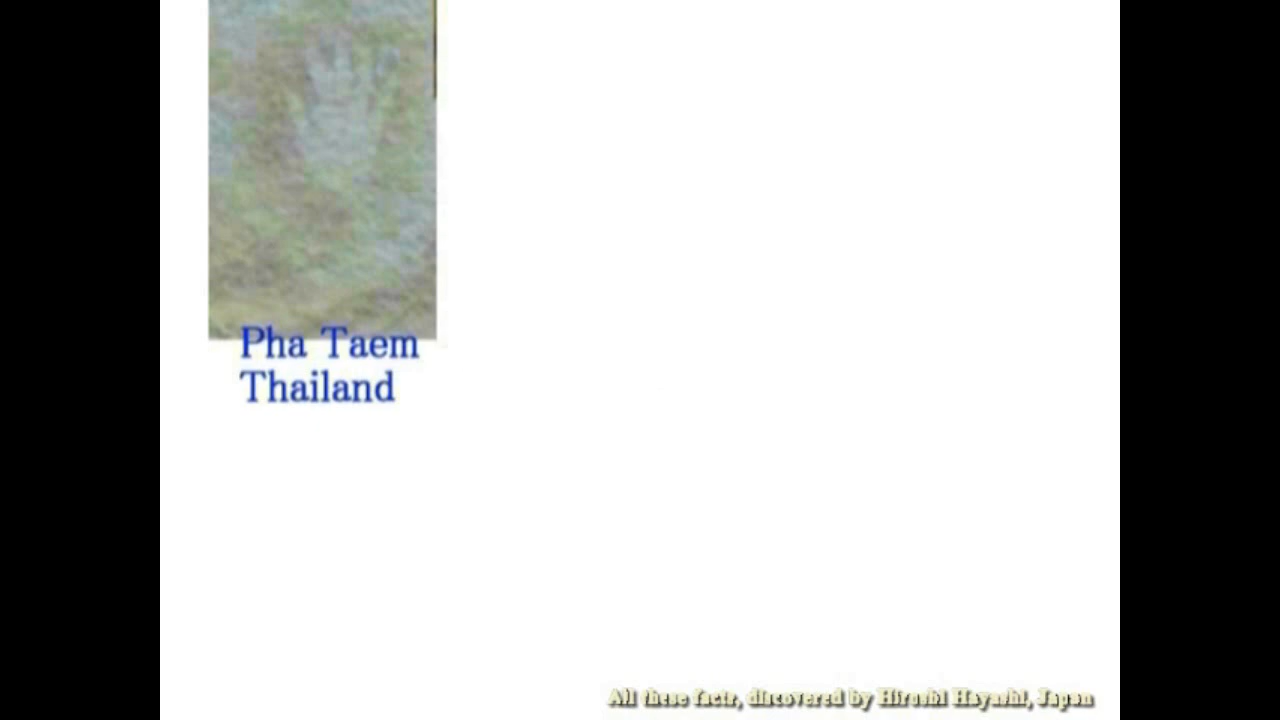 Pha Taem
Thailand
All these facts, discovered by Hiroshi Hayashi, Japan